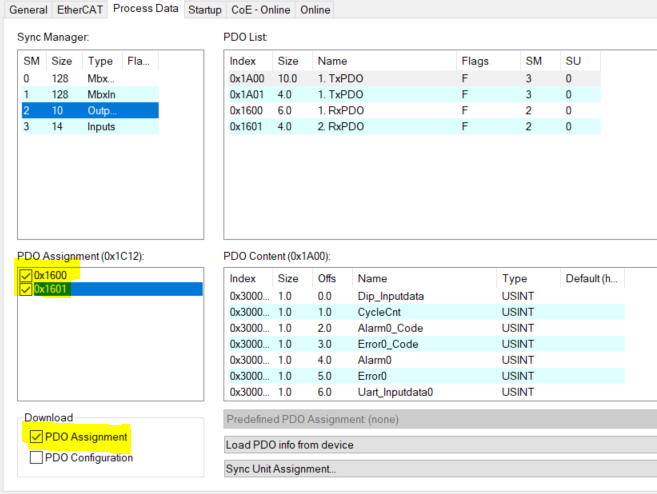 General EtherCAT Process Data Startup CoE - Online Online
Sync Manager:
SM Size Type Fla...
0 128 Mbx...
1 128 MbxIn
2 10 Outp...
3 14 Inputs
PDO List:
Index Size Name Flags SM SU
0x1A00 10.0 1. TxPDO F 3 0
0x1A01 4.0 1. TxPDO F 3 0
0x1600 6.0 1. RxPDO F 2 0
0x1601 4.0 2. RxPDO F 2 0
PDO Assignment (0x1C12):
0x1600
0x1601
PDO Content (0x1A00):
Index Size Offs Name Type Default (h...
0x3000... 1.0 0.0 Dip_Inputdata USINT
0x3000... 1.0 1.0 CycleCnt USINT
0x3000... 1.0 2.0 Alarm0_Code USINT
0x3000... 1.0 3.0 Error0_Code USINT
0x3000... 1.0 4.0 Alarm0 USINT
0x3000... 1.0 5.0 Error0 USINT
0x3000... 1.0 6.0 Uart_Inputdata0 USINT
Download
PDO Assignment
PDO Configuration
Predefined PDO Assignment: (none)
Load PDO info from device
Sync Unit Assignment...